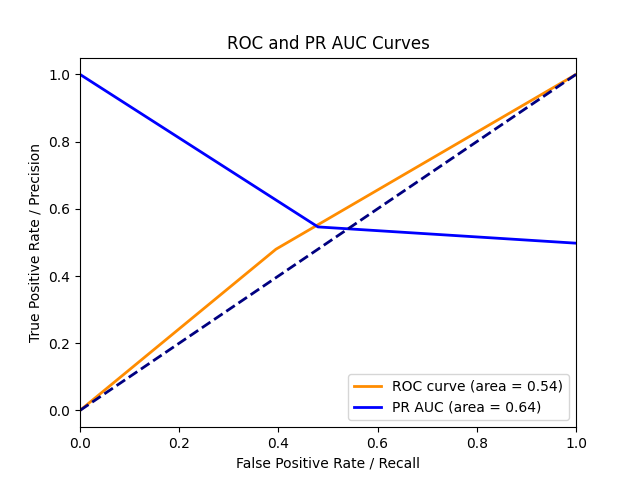 ROC and PR AUC Curves
True Positive Rate / Precision
1.0
0.8
0.6
0.4
0.2
0.0
0.0
0.2
0.4
0.6
0.8
1.0
ROC curve (area = 0.54)
PR AUC (area = 0.64)
False Positive Rate / Recall